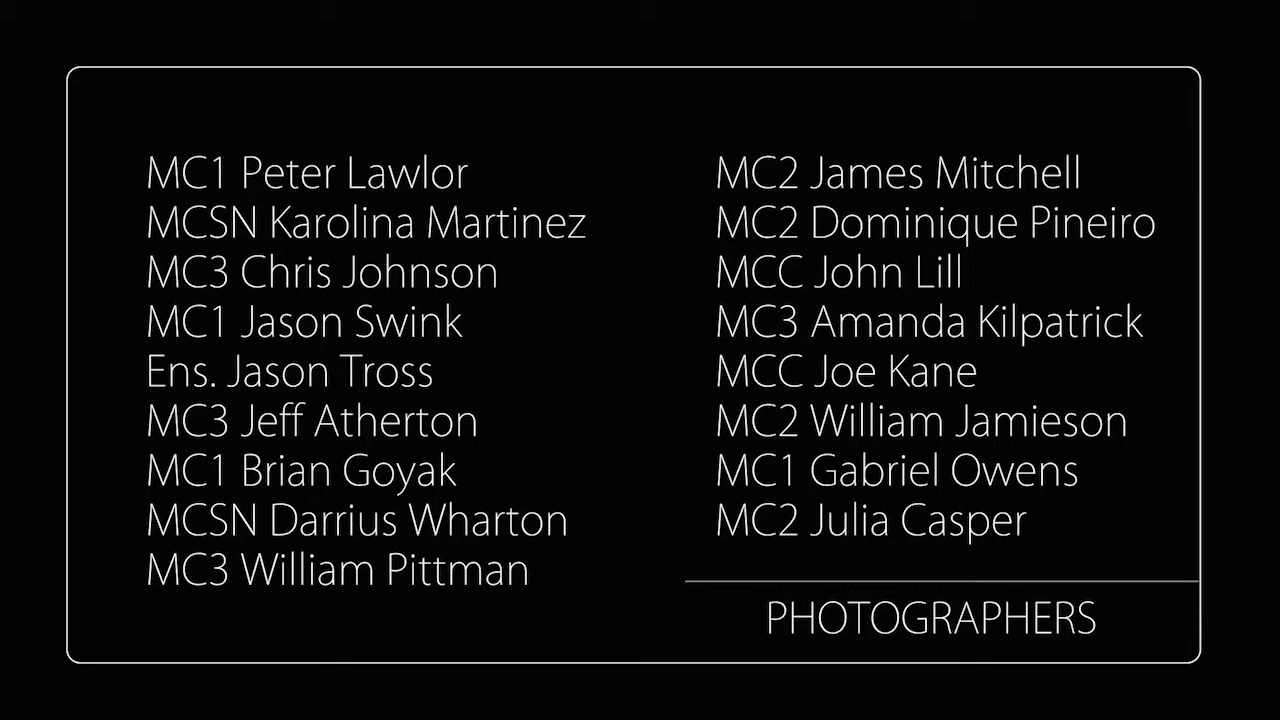 MC1 Peter Lawlor
MCSN Karolina Martinez
MC3 Chris Johnson
MC1 Jason Swink
Ens. Jason Tross
MC3 Jeff Atherton
MC1 Brian Goyak
MCSN Darrius Wharton
MC3 William Pittman
MC2 James Mitchell
MC2 Dominique Pineiro
MCC John Lill
MC3 Amanda Kilpatrick
MCC Joe Kane
MC2 William Jamieson
MC1 Gabriel Owens
MC2 Julia Casper
PHOTOGRAPHERS